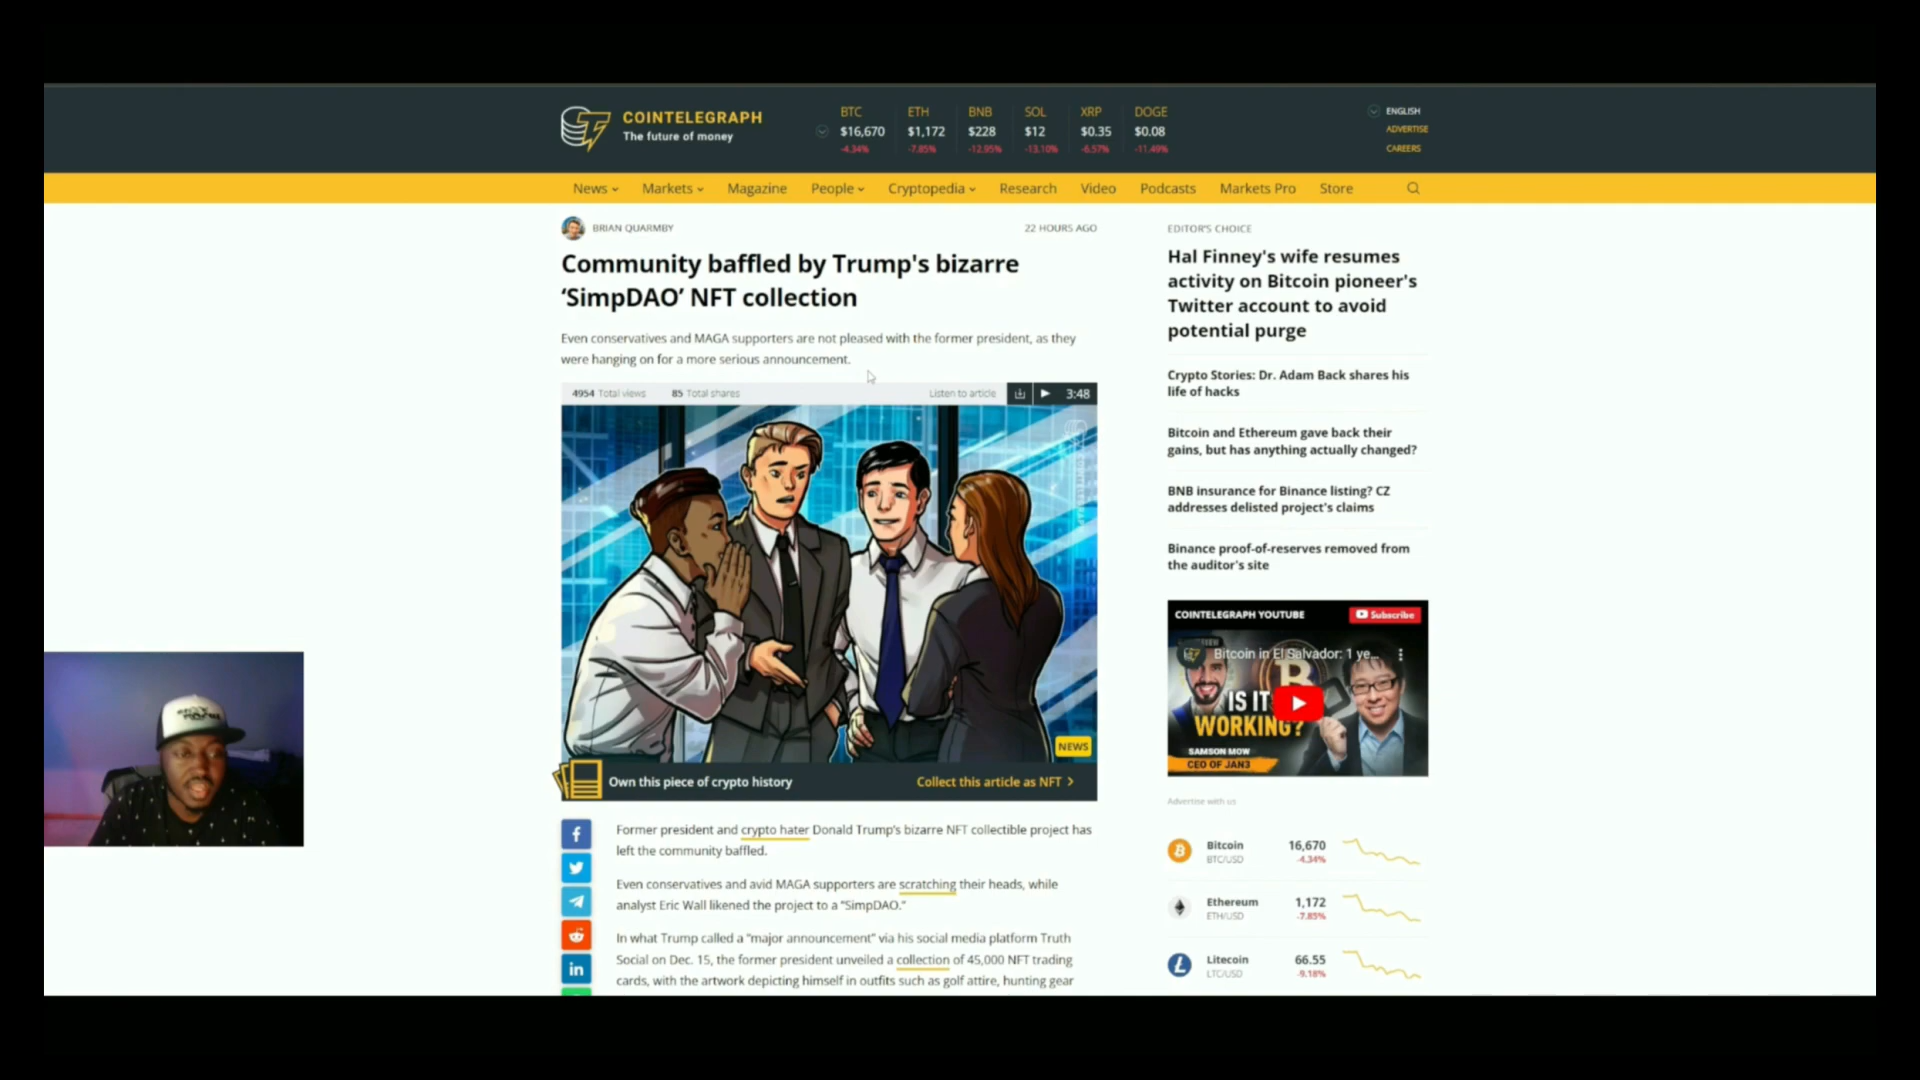 COINTELEGRAPH
The future of money
BTC ETH BNB SOL XRP DOGE
$16,670 $1,172 $228 $12 $0.35 $0.08
-4.34% -7.85% -12.95% -13.10% -6.57% -11.49%
ENGLISH
ADVERTISE
CAREERS
News Markets Magazine People Cryptopedia Research Video Podcasts Markets Pro Store
BRIAN QUARMBY
22 HOURS AGO
Community baffled by Trump's bizarre
‘SimpDAO’ NFT collection
Even conservatives and MAGA supporters are not pleased with the former president, as they
were hanging on for a more serious announcement.
4954 Total views 85 Total shares Listen to article 3:48
NEWS
Own this piece of crypto history Collect this article as NFT >
Former president and crypto hater Donald Trump's bizarre NFT collectible project has
left the community baffled.
Even conservatives and avid MAGA supporters are scratching their heads, while
analyst Eric Wall likened the project to a “SimpDAO.”
In what Trump called a “major announcement” via his social media platform Truth
Social on Dec. 15, the former president unveiled a collection of 45,000 NFT trading
cards, with the artwork depicting himself in outfits such as golf attire, hunting gear
EDITOR'S CHOICE
Hal Finney's wife resumes
activity on Bitcoin pioneer's
Twitter account to avoid
potential purge
Crypto Stories: Dr. Adam Back shares his
life of hacks
Bitcoin and Ethereum gave back their
gains, but has anything actually changed?
BNB insurance for Binance listing? CZ
addresses delisted project's claims
Binance proof-of-reserves removed from
the auditor's site
COINTELEGRAPH YOUTUBE
Subscribe
Bitcoin in El Salvador: 1 ye...
IS IT
WORKING?
SAMSON MOW
CEO OF JAN3
Advertise with us
Bitcoin 16,670
BTC/USD -4.34%
Ethereum 1,172
ETH/USD -7.85%
Litecoin 66.55
LTC/USD -9.18%